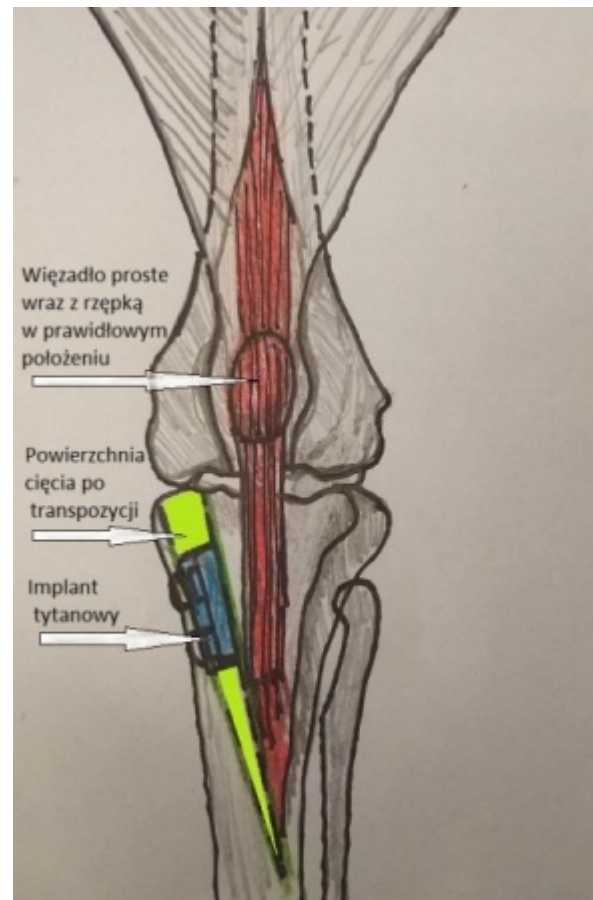 Więzadło proste
wraz z rzępką
w prawidłowym
położeniu
Powierzchnia
cięcia po
transpozycji
Implant
tytanowy